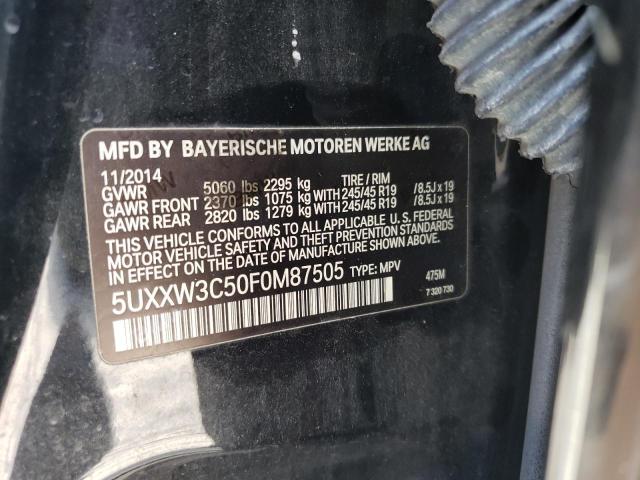 MFD BY BAYERISCHE MOTOREN WERKE AG
11/2014 TIRE / RIM
GVWR 5060 lbs 2295 kg
GAWR FRONT 2370 lbs 1075 kg WITH 245/45 R19 /8.5J x 19
GAWR REAR 2820 lbs 1279 kg WITH 245/45 R19 /8.5J x 19
THIS VEHICLE CONFORMS TO ALL APPLICABLE U. S. FEDERAL
MOTOR VEHICLE SAFETY AND THEFT PREVENTION STANDARDS
IN EFFECT ON THE DATE OF MANUFACTURE SHOWN ABOVE.
5UXXW3C50F0M87505 TYPE: MPV 475M
7 320 730